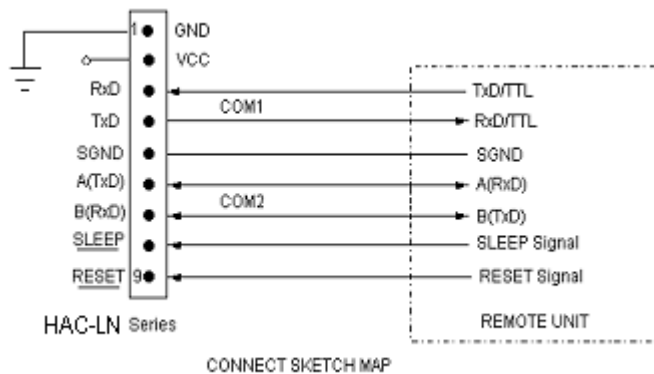 1 GND
VCC
RxD TxD/TTL
COM1
TxD RxD/TTL
SGND SGND
A(TxD) A(RxD)
COM2
B(RxD) B(TxD)
SLEEP SLEEP Signal
RESET 9 RESET Signal
HAC-LN Series REMOTE UNIT
CONNECT SKETCH MAP